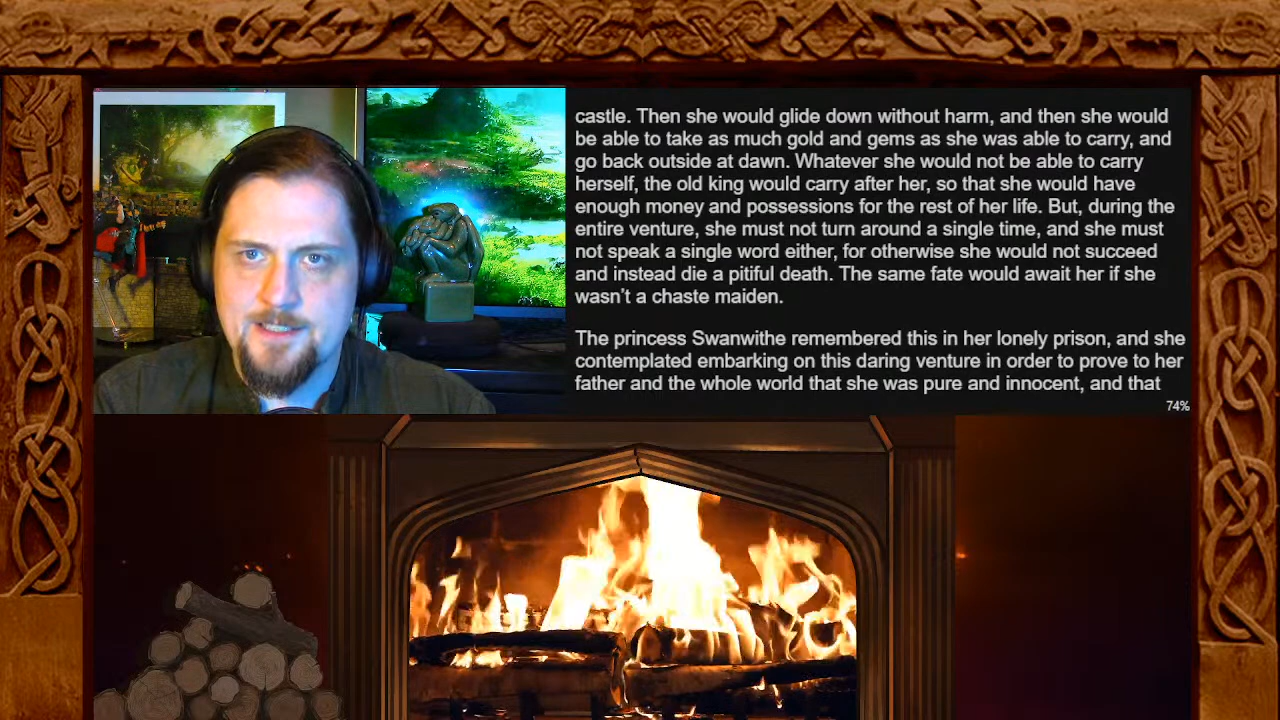 castle. Then she would glide down without harm, and then she would
be able to take as much gold and gems as she was able to carry, and
go back outside at dawn. Whatever she would not be able to carry
herself, the old king would carry after her, so that she would have
enough money and possessions for the rest of her life. But, during the
entire venture, she must not turn around a single time, and she must
not speak a single word either, for otherwise she would not succeed
and instead die a pitiful death. The same fate would await her if she
wasn't a chaste maiden.
The princess Swanwithe remembered this in her lonely prison, and she
contemplated embarking on this daring venture in order to prove to her
father and the whole world that she was pure and innocent, and that
74%